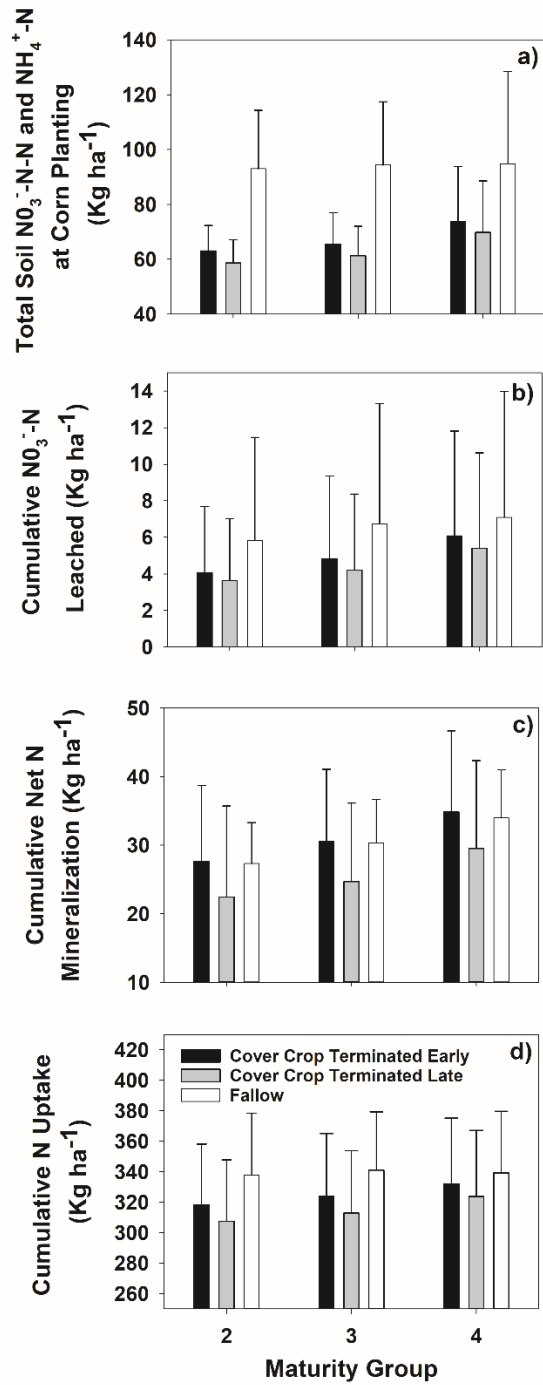 Total Soil N0₃⁻-N-N and NH₄⁺-N
at Corn Planting
(Kg ha⁻¹)
a)
140
120
100
80
60
40
Cumulative N0₃⁻-N
Leached (Kg ha⁻¹)
b)
14
12
10
8
6
4
2
0
Cumulative Net N
Mineralization (Kg ha⁻¹)
c)
50
40
30
20
10
Cumulative N Uptake
(Kg ha⁻¹)
d)
420
400
380
360
340
320
300
280
260
Cover Crop Terminated Early
Cover Crop Terminated Late
Fallow
2 3 4
Maturity Group